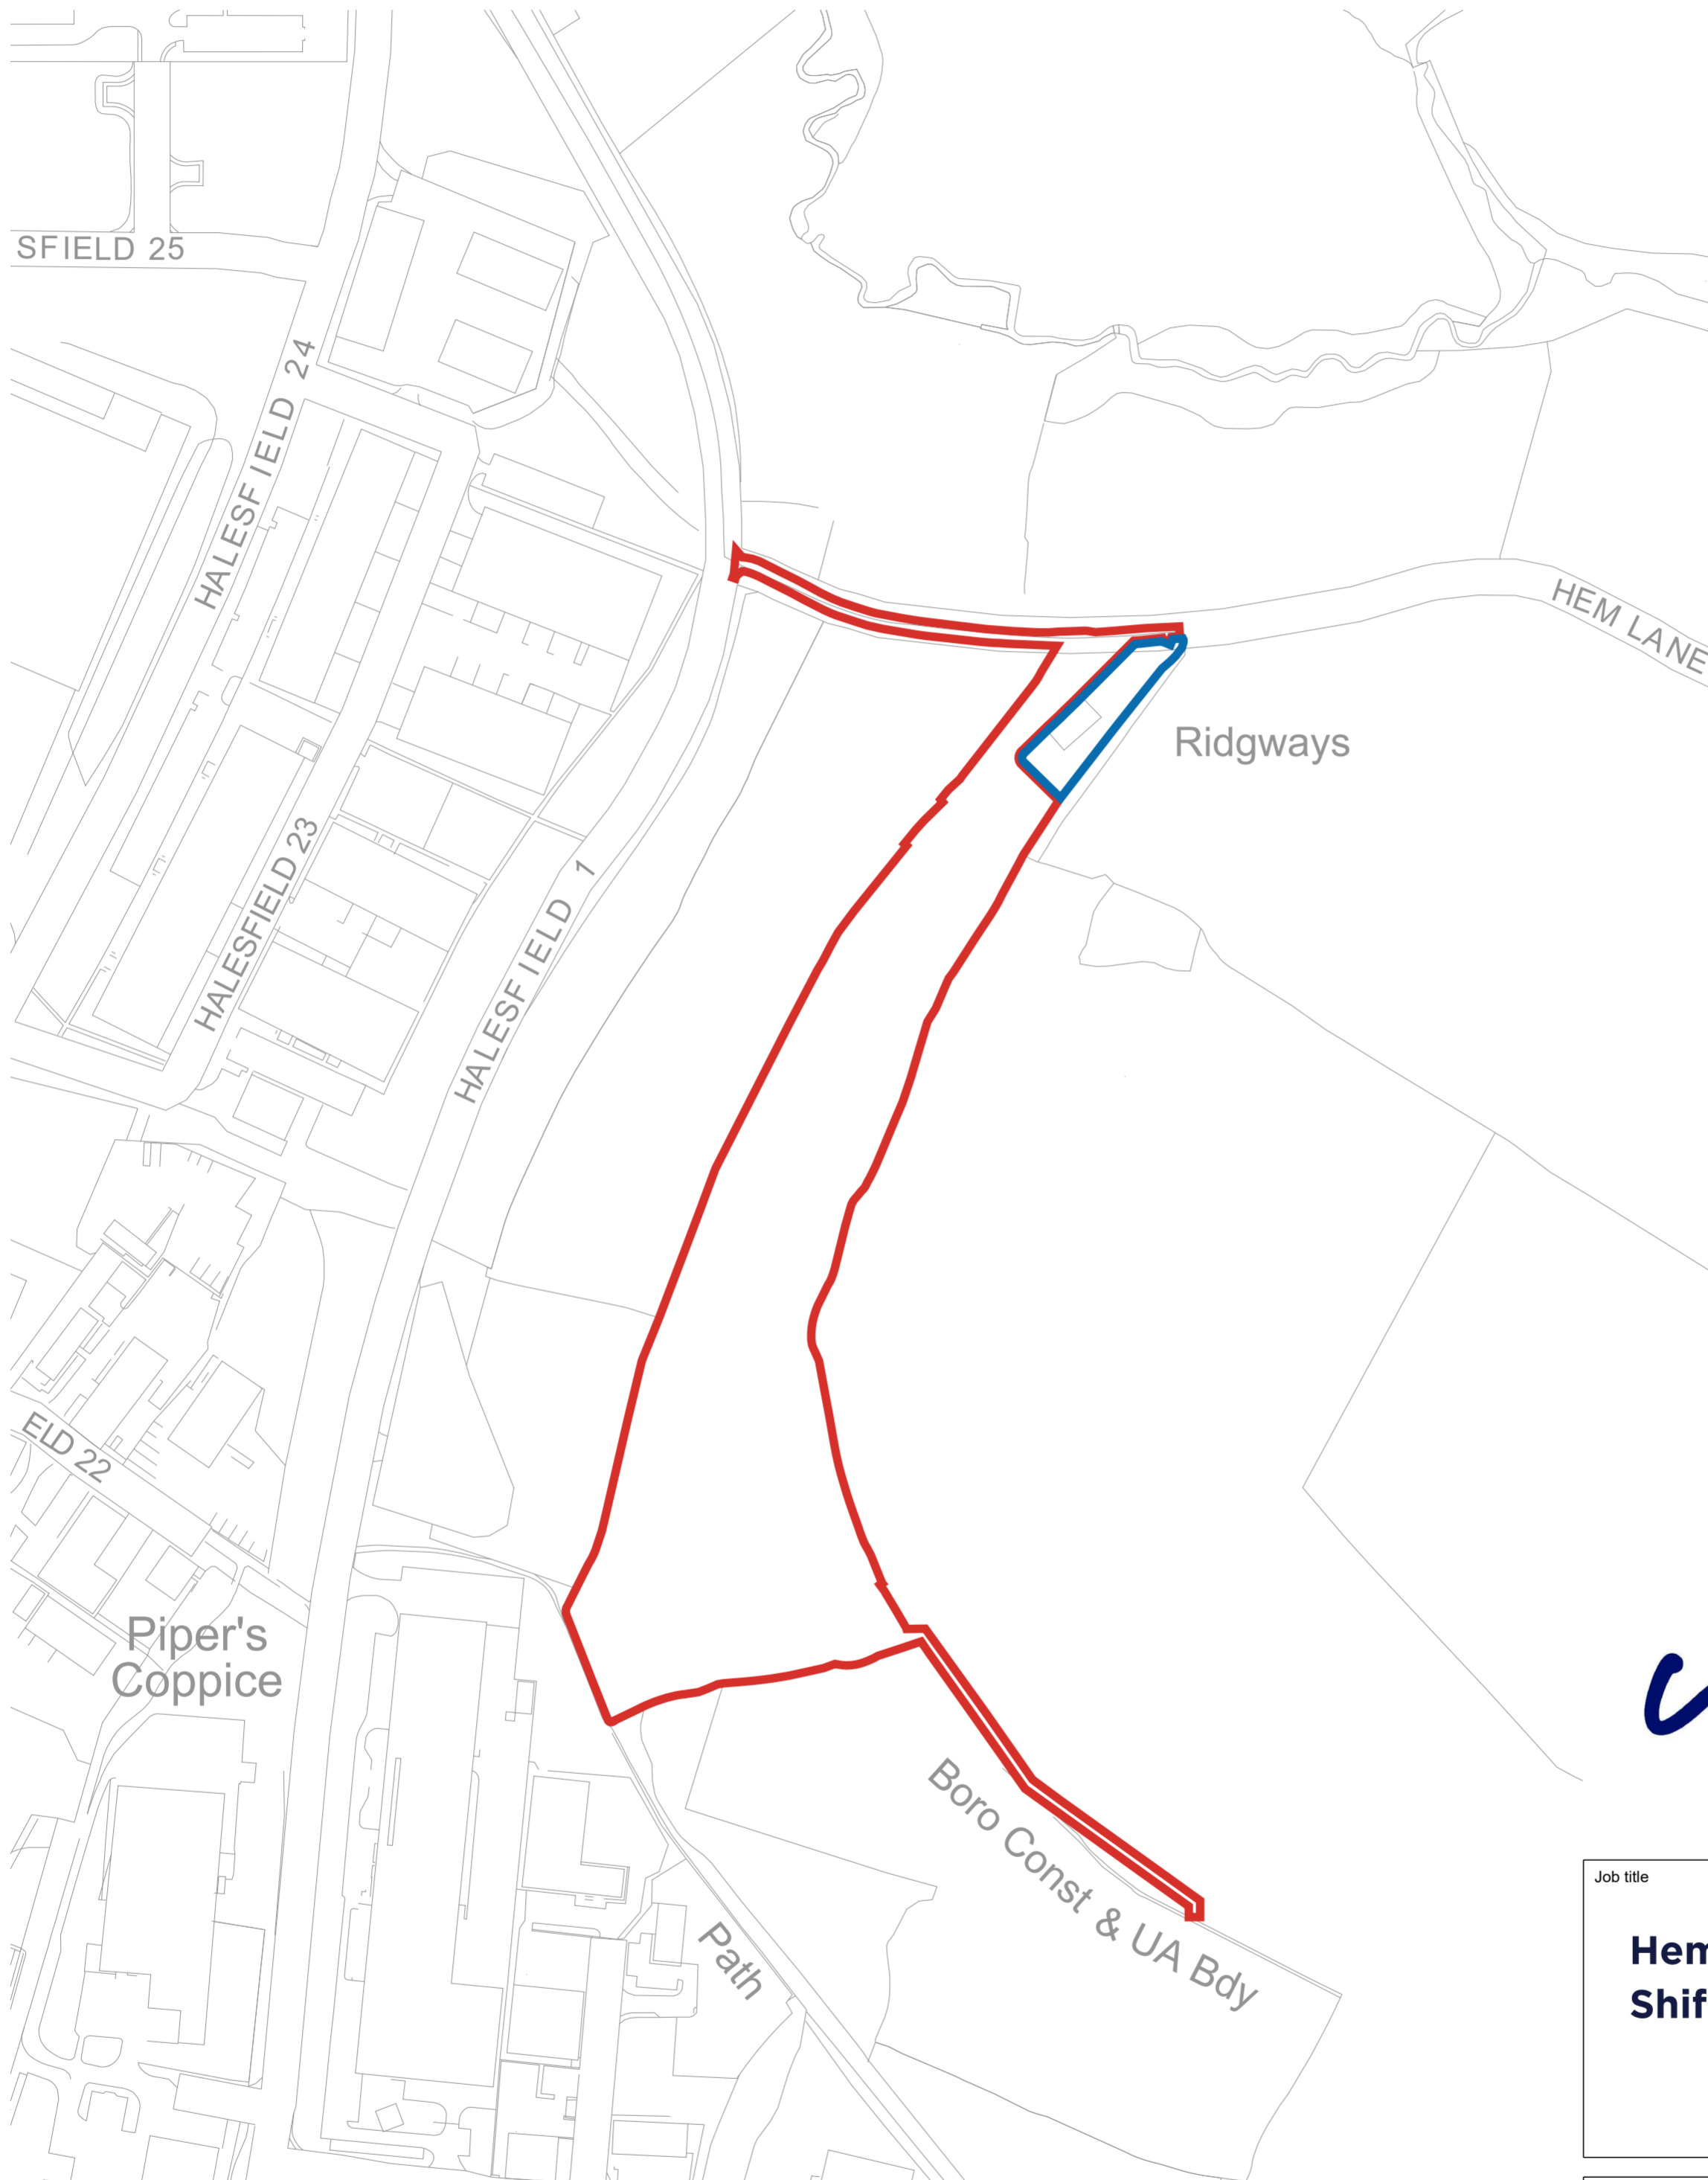 SFIELD 25
HALESFIELD 24
HEM LANE
Ridgways
HALESFIELD 23
HALESFIELD 1
ELD 22
Piper's
Coppice
Boro Const & UA Bdy
Path
Job title
Hem
Shif